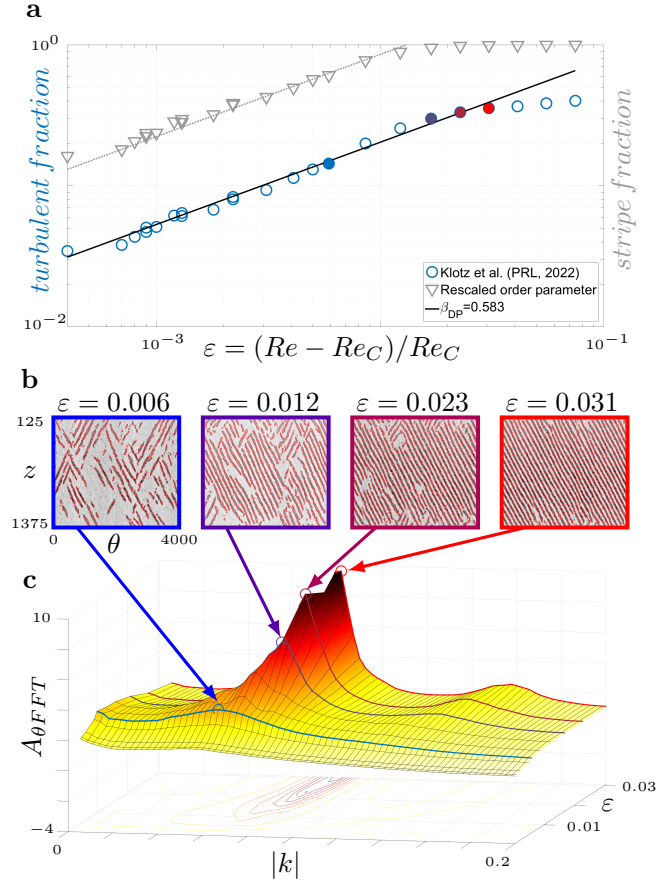 a
10^0
turbulent fraction
stripe fraction
Klotz et al. (PRL, 2022)
Rescaled order parameter
β_DP=0.583
10^-2
10^-3
ε = (Re − Re_C)/Re_C
10^-1
b
ε = 0.006
ε = 0.012
ε = 0.023
ε = 0.031
125
z
1375
0
θ
4000
c
10
A_θFFT
-4
0
|k|
0.2
0.01
ε
0.03